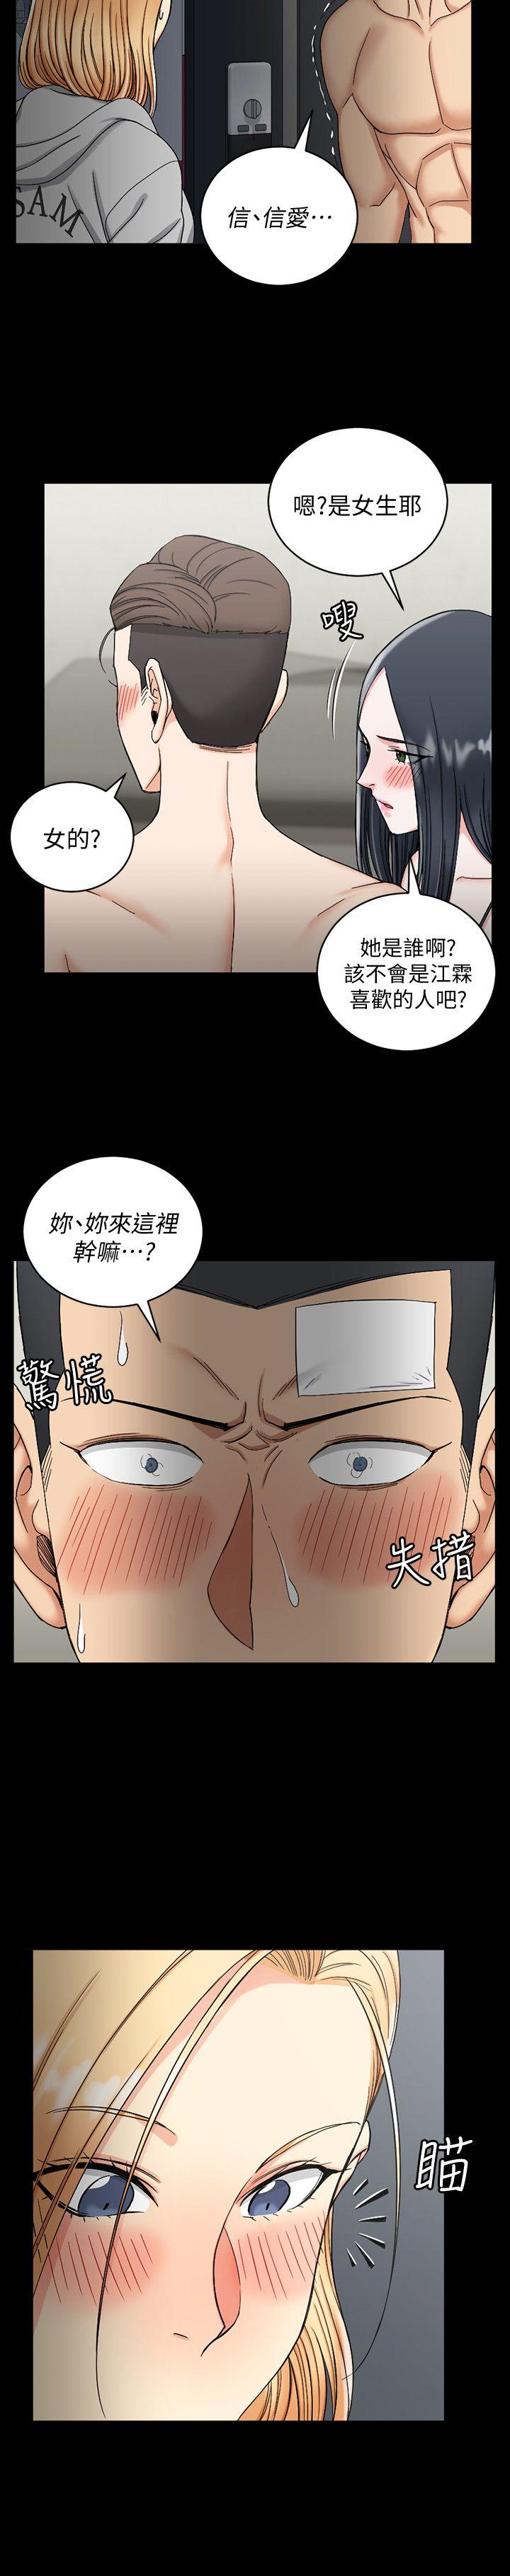 SAM
信、信愛…
嗯?是女生耶
嗖
女的?
她是誰啊?
該不會是江霖
喜歡的人吧?
妳、妳來這裡
幹嘛…?
驚慌
失措
瞄